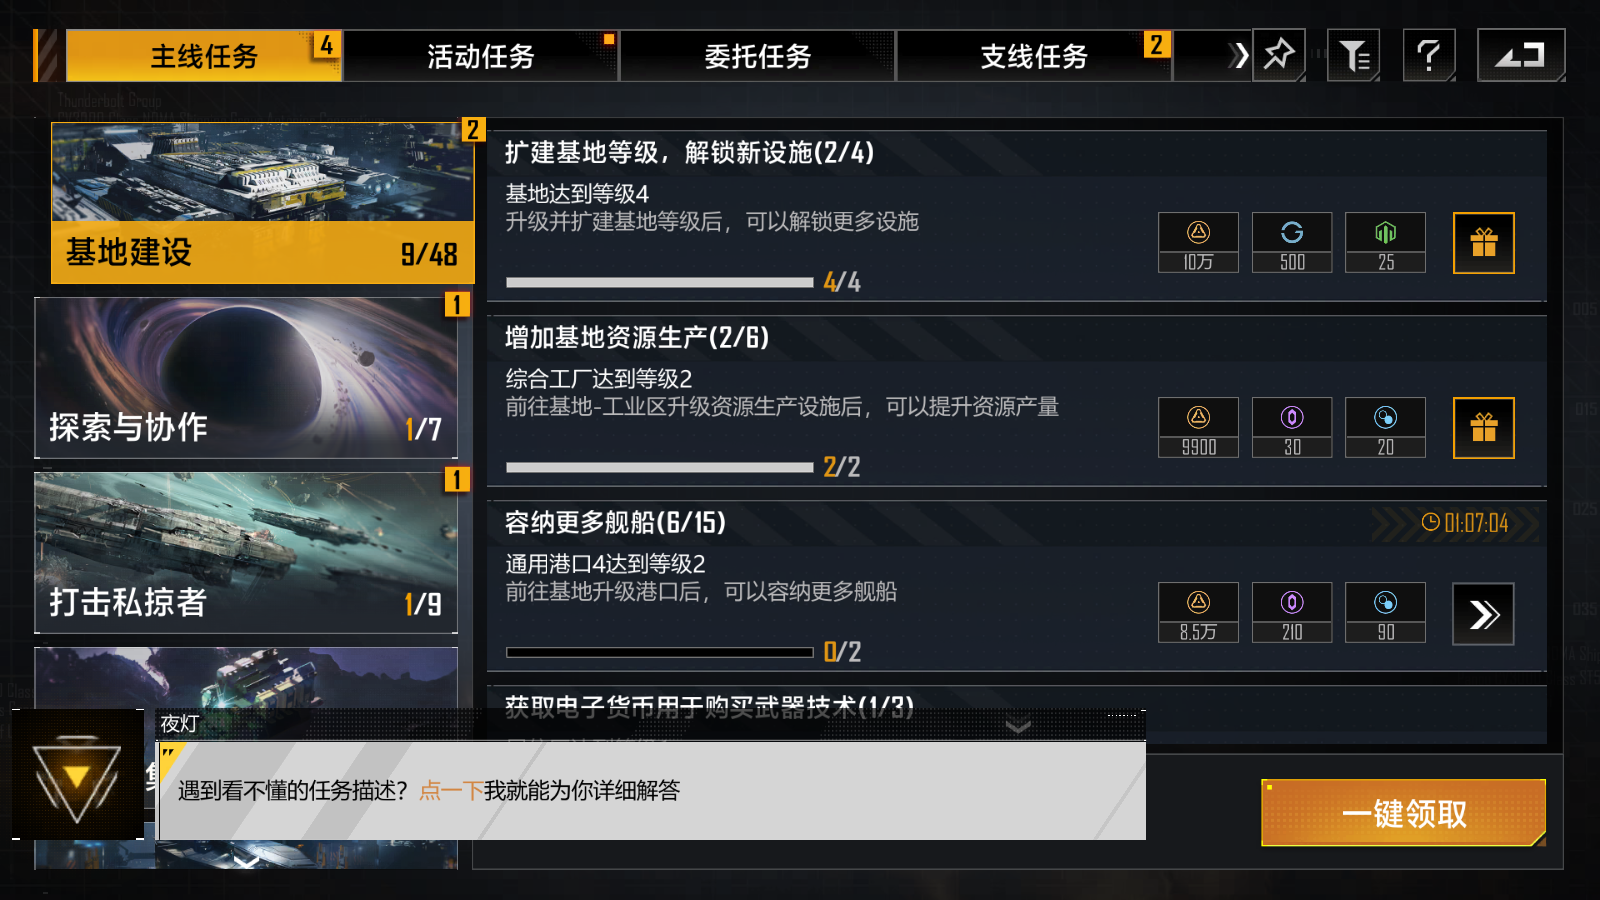 主线任务
4
活动任务
委托任务
支线任务
2
Thunderbolt Group
基地建设
9/48
2
探索与协作
1/7
1
打击私掠者
1/9
1
扩建基地等级，解锁新设施(2/4)
基地达到等级4
升级并扩建基地等级后，可以解锁更多设施
4/4
10万
500
25
增加基地资源生产(2/6)
综合工厂达到等级2
前往基地-工业区升级资源生产设施后，可以提升资源产量
2/2
9900
30
20
容纳更多舰船(6/15)
01:07:04
通用港口4达到等级2
前往基地升级港口后，可以容纳更多舰船
0/2
8.5万
210
90
获取电子货币用于购买武器技术(1/3)
夜灯
遇到看不懂的任务描述？点一下我就能为你详细解答
一键领取